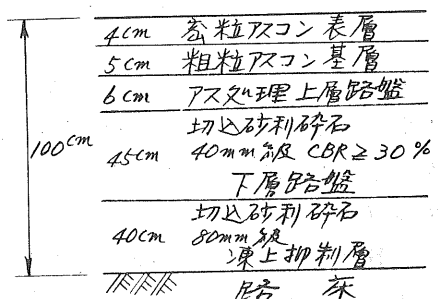 4cm 密粒アスコン 表層
5cm 粗粒アスコン 基層
6cm アス処理 上層路盤
100cm
45cm
切込砂利砕石
40mm級 CBR≧30%
下層路盤
40cm
切込砂利砕石
80mm級
凍上抑制層
路 床